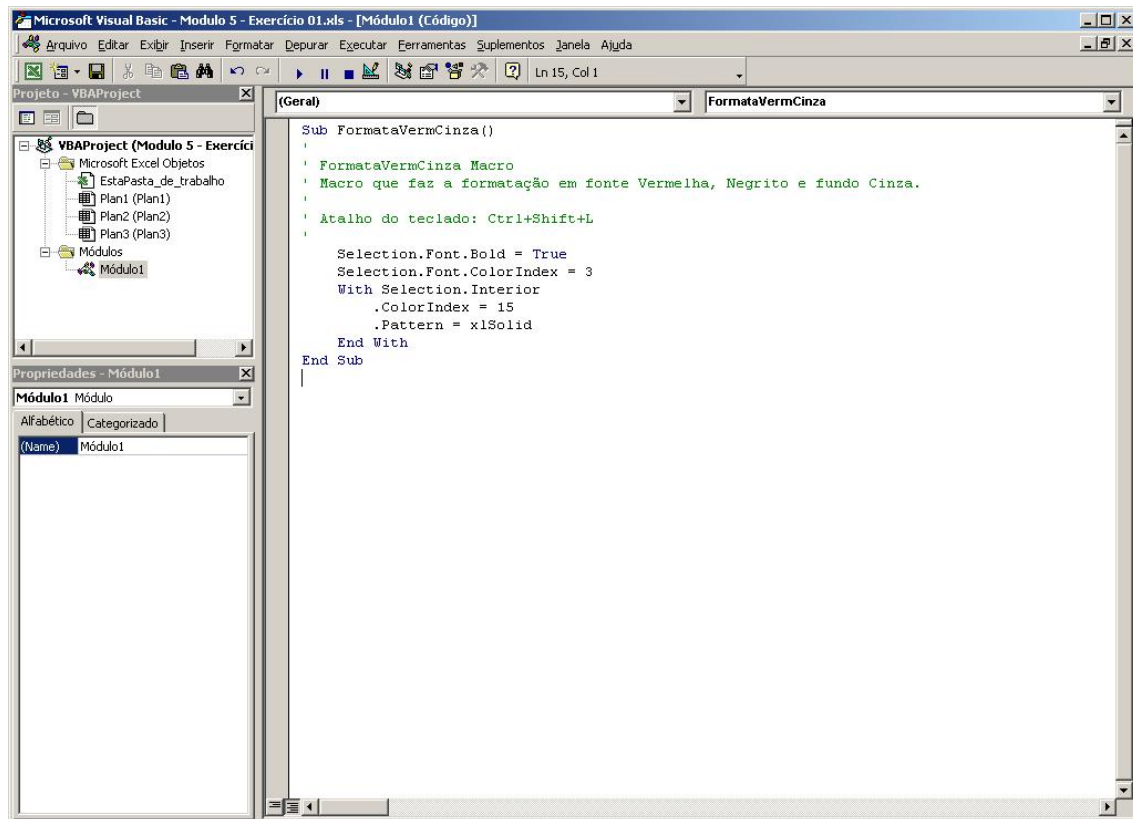 Microsoft Visual Basic - Modulo 5 - Exercício 01.xls - [Módulo1 (Código)]
Arquivo Editar Exibir Inserir Formatar Depurar Executar Ferramentas Suplementos Janela Ajuda
Ln 15, Col 1
Projeto - VBAProject
VBAProject (Modulo 5 - Exercíci
Microsoft Excel Objetos
EstaPasta_de_trabalho
Plan1 (Plan1)
Plan2 (Plan2)
Plan3 (Plan3)
Módulos
Módulo1
Propriedades - Módulo1
Módulo1 Módulo
Alfabético Categorizado
(Name) Módulo1
(Geral) FormataVermCinza
Sub FormataVermCinza()
'
' FormataVermCinza Macro
' Macro que faz a formatação em fonte Vermelha, Negrito e fundo Cinza.
'
' Atalho do teclado: Ctrl+Shift+L
'
Selection.Font.Bold = True
Selection.Font.ColorIndex = 3
With Selection.Interior
.ColorIndex = 15
.Pattern = xlSolid
End With
End Sub